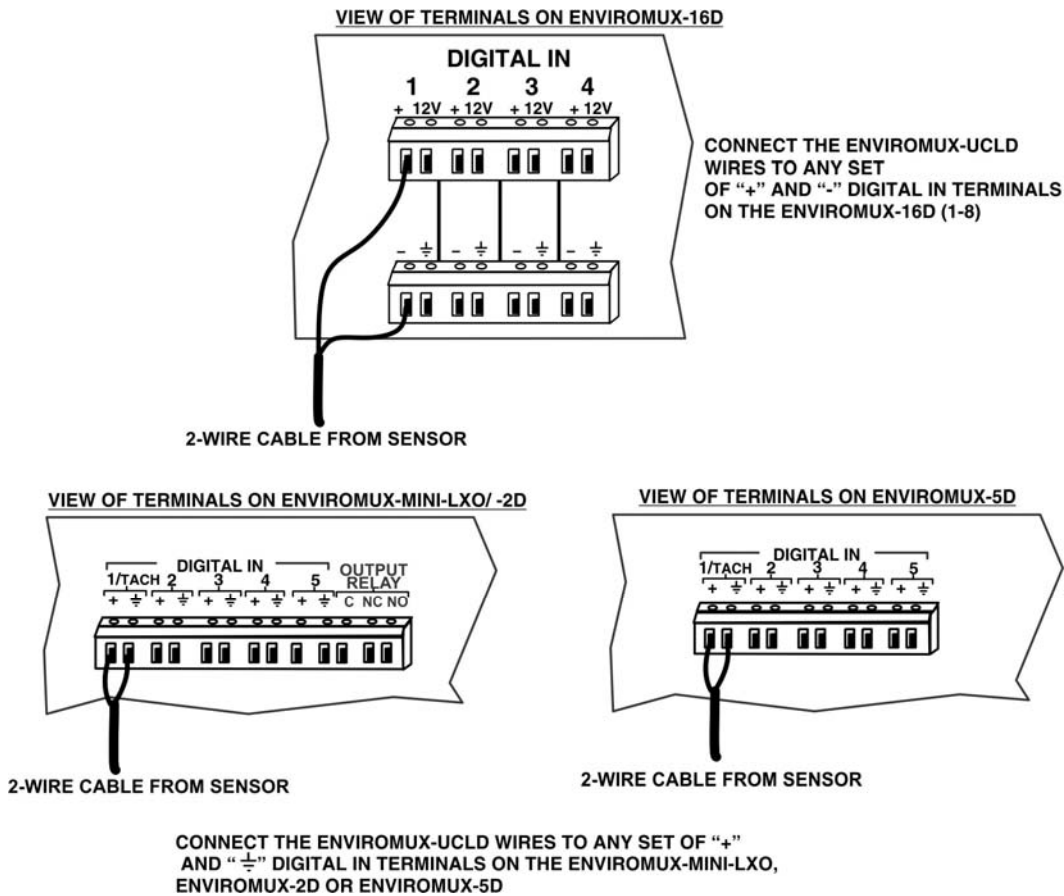 VIEW OF TERMINALS ON ENVIROMUX-16D
DIGITAL IN
1 2 3 4
+ 12V + 12V + 12V + 12V
CONNECT THE ENVIROMUX-UCLD
WIRES TO ANY SET
OF “+” AND “-” DIGITAL IN TERMINALS
ON THE ENVIROMUX-16D (1-8)
– ⏚ – ⏚ – ⏚ – ⏚
2-WIRE CABLE FROM SENSOR
VIEW OF TERMINALS ON ENVIROMUX-MINI-LXO/ -2D
DIGITAL IN
OUTPUT
RELAY
1/TACH 2 3 4 5
+ ⏚ + ⏚ + ⏚ + ⏚ + ⏚ C NC NO
2-WIRE CABLE FROM SENSOR
VIEW OF TERMINALS ON ENVIROMUX-5D
DIGITAL IN
1/TACH 2 3 4 5
+ ⏚ + ⏚ + ⏚ + ⏚ + ⏚
2-WIRE CABLE FROM SENSOR
CONNECT THE ENVIROMUX-UCLD WIRES TO ANY SET OF “+”
AND “ ⏚” DIGITAL IN TERMINALS ON THE ENVIROMUX-MINI-LXO,
ENVIROMUX-2D OR ENVIROMUX-5D